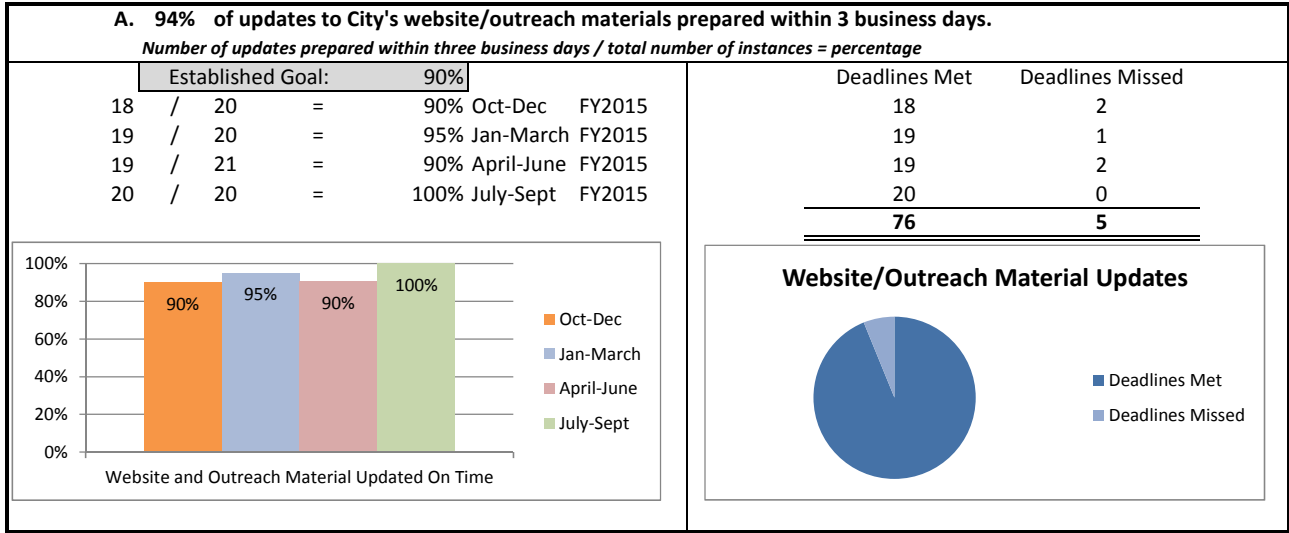 A. 94% of updates to City's website/outreach materials prepared within 3 business days.
Number of updates prepared within three business days / total number of instances = percentage
Established Goal: 90%
18 / 20 = 90% Oct-Dec FY2015
19 / 20 = 95% Jan-March FY2015
19 / 21 = 90% April-June FY2015
20 / 20 = 100% July-Sept FY2015
Deadlines Met Deadlines Missed
18 2
19 1
19 2
20 0
76 5
100%
80%
60%
40%
20%
0%
90%
95%
90%
100%
Website and Outreach Material Updated On Time
Oct-Dec
Jan-March
April-June
July-Sept
Website/Outreach Material Updates
Deadlines Met
Deadlines Missed